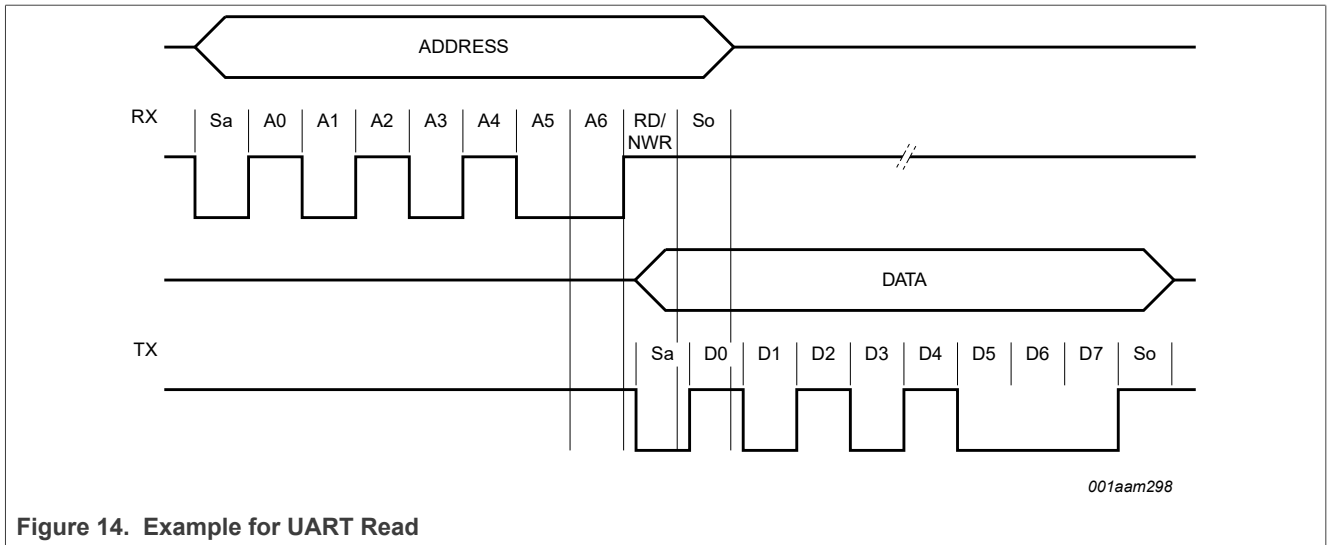 ADDRESS
RX Sa A0 A1 A2 A3 A4 A5 A6 RD/ So
NWR
DATA
TX Sa D0 D1 D2 D3 D4 D5 D6 D7 So
001aam298
Figure 14. Example for UART Read